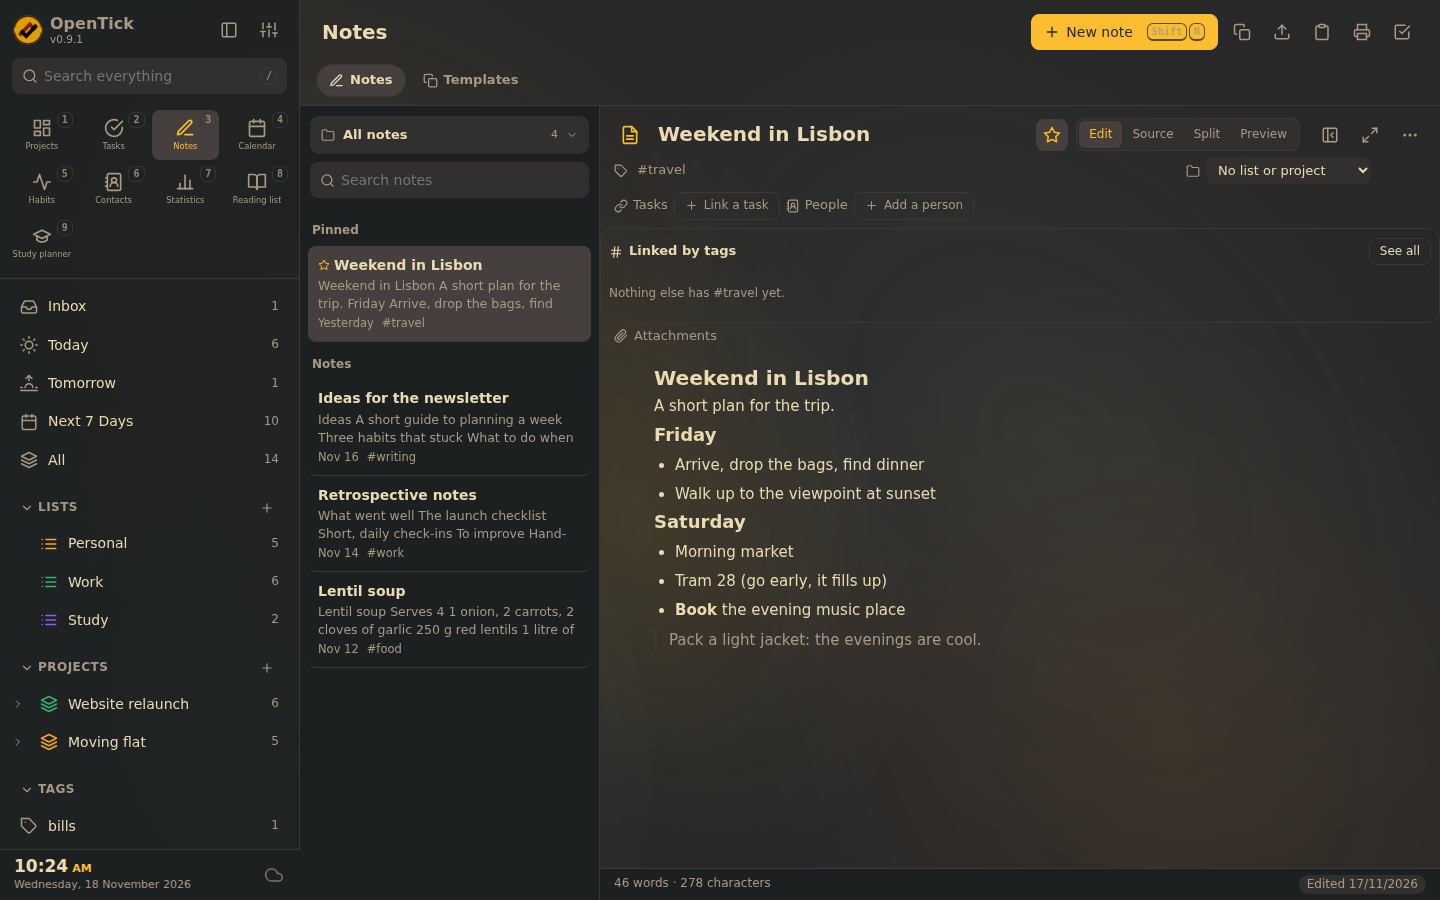 OpenTick
v0.9.1
Search everything /
Projects 1
Tasks 2
Notes 3
Calendar 4
Habits 5
Contacts 6
Statistics 7
Reading list 8
Study planner 9
Inbox 1
Today 6
Tomorrow 1
Next 7 Days 10
All 14
LISTS
Personal 5
Work 6
Study 2
PROJECTS
Website relaunch 6
Moving flat 5
TAGS
bills 1
10:24 AM
Wednesday, 18 November 2026
Notes
New note Shift N
Notes Templates
All notes 4
Search notes
Pinned
Weekend in Lisbon
Weekend in Lisbon A short plan for the
trip. Friday Arrive, drop the bags, find
Yesterday #travel
Notes
Ideas for the newsletter
Ideas A short guide to planning a week
Three habits that stuck What to do when
Nov 16 #writing
Retrospective notes
What went well The launch checklist
Short, daily check-ins To improve Hand-
Nov 14 #work
Lentil soup
Lentil soup Serves 4 1 onion, 2 carrots, 2
cloves of garlic 250 g red lentils 1 litre of
Nov 12 #food
Weekend in Lisbon
Edit Source Split Preview
#travel
No list or project
Tasks + Link a task People + Add a person
# Linked by tags
See all
Nothing else has #travel yet.
Attachments
Weekend in Lisbon
A short plan for the trip.
Friday
• Arrive, drop the bags, find dinner
• Walk up to the viewpoint at sunset
Saturday
• Morning market
• Tram 28 (go early, it fills up)
• Book the evening music place
Pack a light jacket: the evenings are cool.
46 words · 278 characters
Edited 17/11/2026